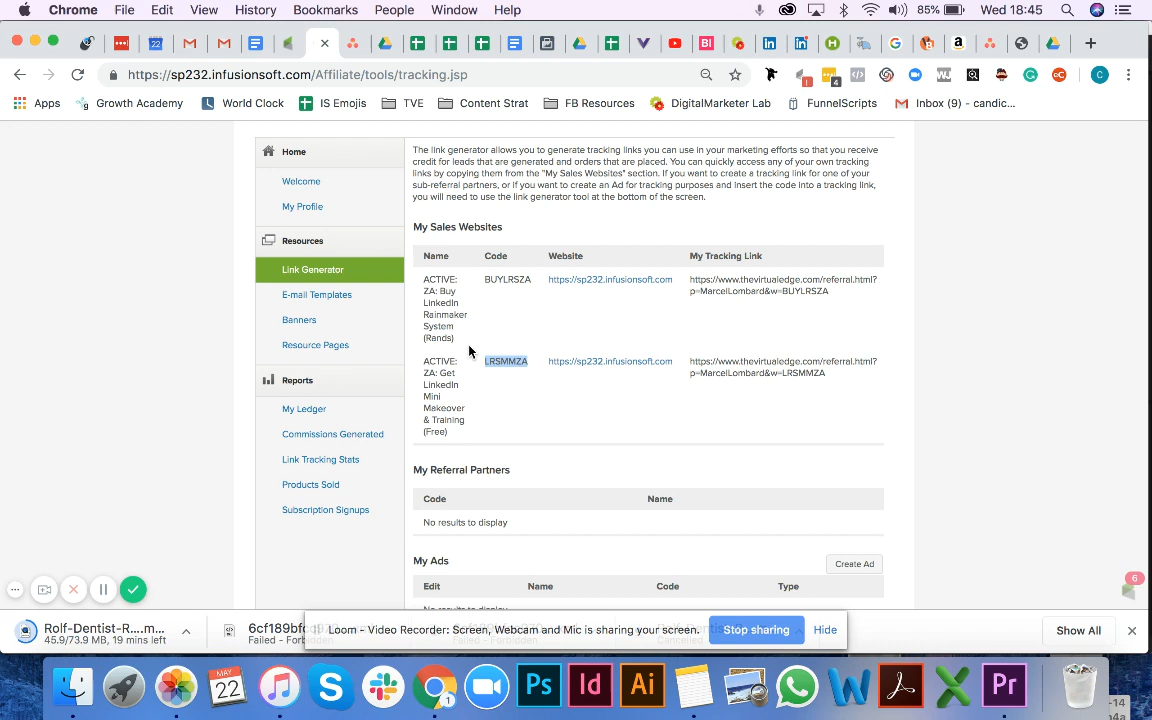 Chrome File Edit View History Bookmarks People Window Help 85% Wed 18:45
https://sp232.infusionsoft.com/Affiliate/tools/tracking.jsp
Apps Growth Academy World Clock IS Emojis TVE Content Strat FB Resources DigitalMarketer Lab FunnelScripts Inbox (9) - candic...
Home
Welcome
My Profile
Resources
Link Generator
E-mail Templates
Banners
Resource Pages
Reports
My Ledger
Commissions Generated
Link Tracking Stats
Products Sold
Subscription Signups
The link generator allows you to generate tracking links you can use in your marketing efforts so that you receive
credit for leads that are generated and orders that are placed. You can quickly access any of your own tracking
links by copying them from the "My Sales Websites" section. If you want to create a tracking link for one of your
sub-referral partners, or if you want to create an Ad for tracking purposes and insert the code into a tracking link,
you will need to use the link generator tool at the bottom of the screen.
My Sales Websites
Name Code Website My Tracking Link
ACTIVE: BUYLRSZA https://sp232.infusionsoft.com https://www.thevirtualedge.com/referral.html?
ZA: Buy p=MarcelLombard&w=BUYLRSZA
LinkedIn
Rainmaker
System
(Rands)
ACTIVE: LRSMMZA https://sp232.infusionsoft.com https://www.thevirtualedge.com/referral.html?
ZA: Get p=MarcelLombard&w=LRSMMZA
LinkedIn
Mini
Makeover
& Training
(Free)
My Referral Partners
Code Name
No results to display
My Ads Create Ad
Edit Name Code Type
No results to display
6
Rolf-Dentist-R....m...
45.9/73.9 MB, 19 mins left
Failed - Forbidden
Loom - Video Recorder: Screen, Webcam and Mic is sharing your screen. Stop sharing Hide
Show All
MAY
22
Ps Id Ai Pr